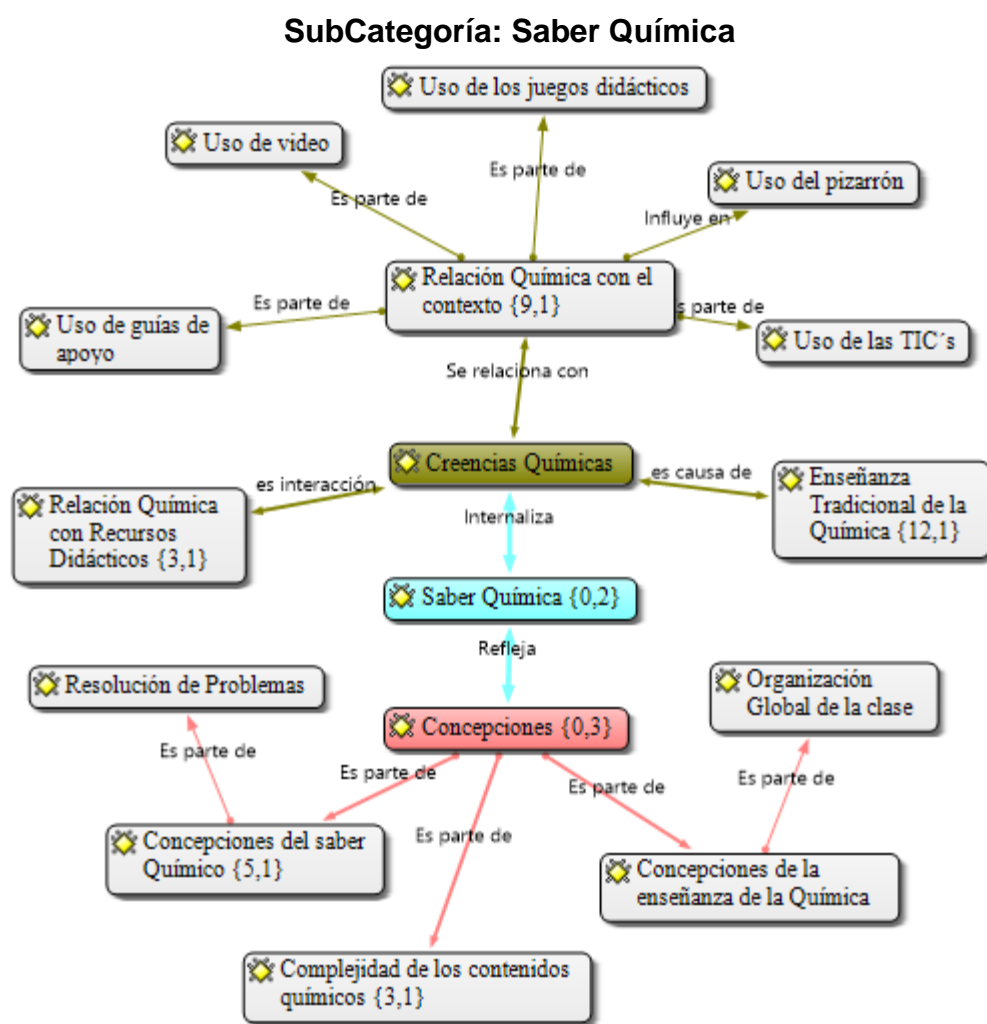 SubCategoría: Saber Química
Uso de los juegos didácticos
Uso de video
Es parte de
Uso del pizarrón
Es parte de
Influye en
Relación Química con el
contexto {9,1}
Es parte de
Es parte de
Uso de guías de
apoyo
Uso de las TIC´s
Se relaciona con
Creencias Químicas
es interacción
es causa de
Relación Química
con Recursos
Didácticos {3,1}
Enseñanza
Tradicional de la
Química {12,1}
Internaliza
Saber Química {0,2}
Refleja
Resolución de Problemas
Organización
Global de la clase
Concepciones {0,3}
Es parte de
Es parte de
Es parte de
Es parte de
Es parte de
Concepciones del saber
Químico {5,1}
Concepciones de la
enseñanza de la Química
Complejidad de los contenidos
químicos {3,1}